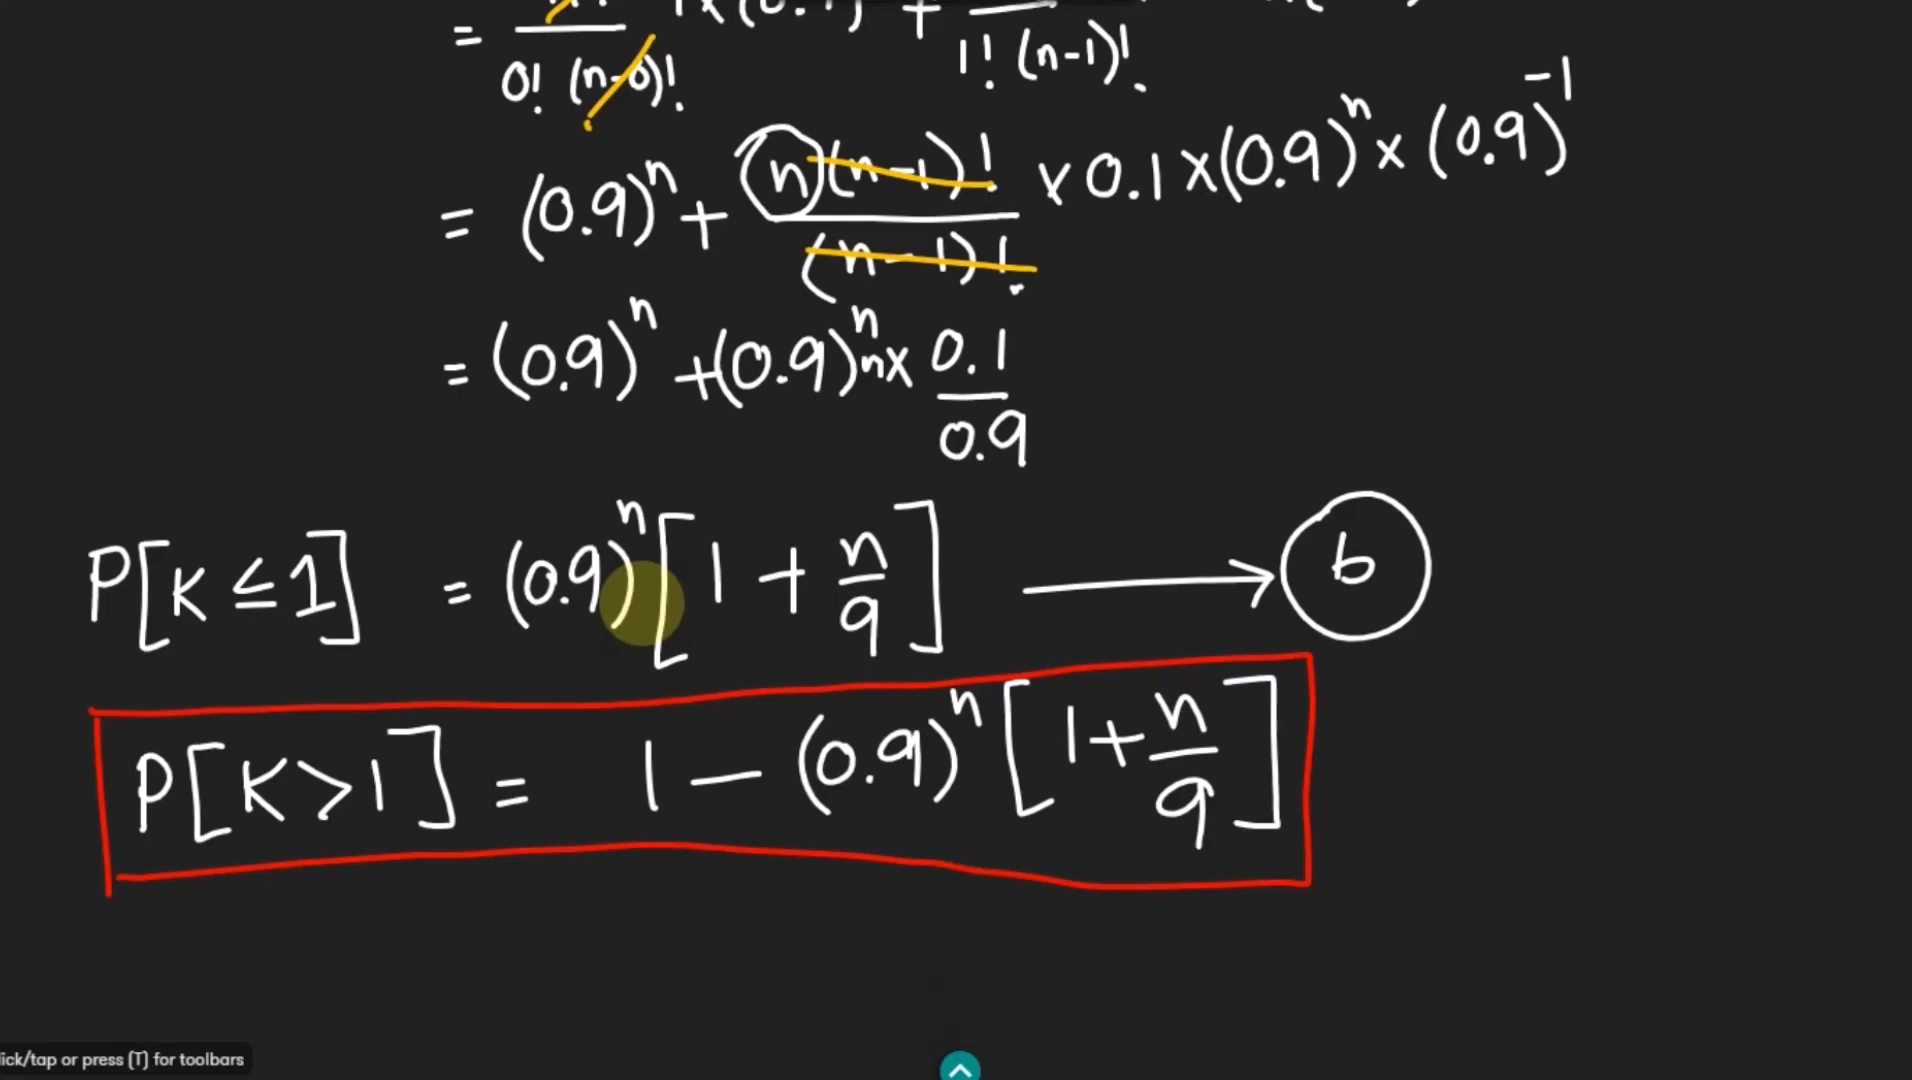 =
0! (n-0)! + 1! (n-1)!
= (0.9)^n + n(n-1)! / (n-1)! x 0.1 x (0.9)^n x (0.9)^-1
= (0.9)^n + (0.9)^n n x 0.1 / 0.9
P[K ≤ 1] = (0.9)^n [1 + n/9] → b
P[K > 1] = 1 - (0.9)^n [1 + n/9]
lick/tap or press (T) for toolbars